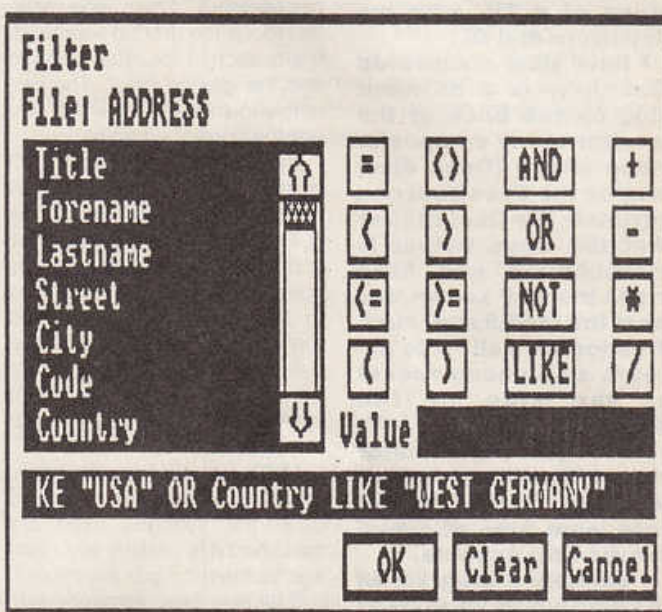 Filter
File: ADDRESS
Title
Forename
Lastname
Street
City
Code
Country
= <> AND +
< > OR -
<= >= NOT *
( ) LIKE /
Value
KE "USA" OR Country LIKE "WEST GERMANY"
OK Clear Cancel